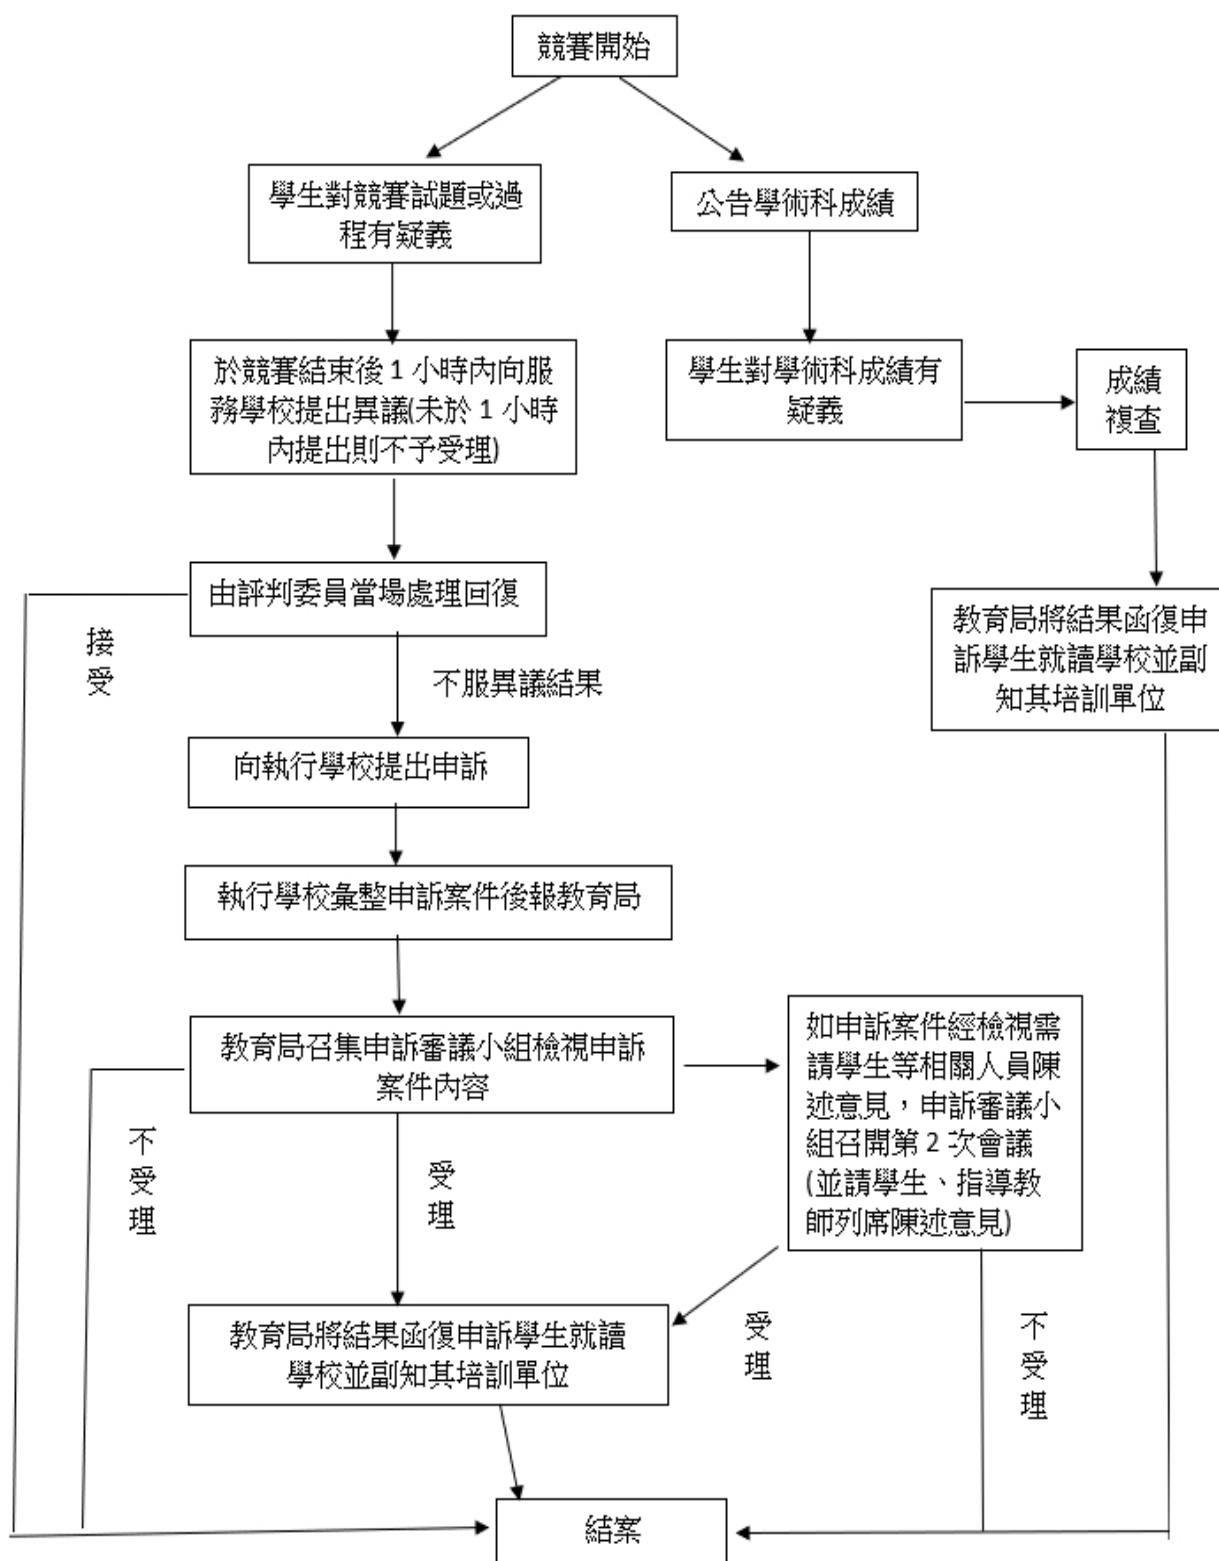 競賽開始
學生對競賽試題或過
程有疑義
公告學術科成績
於競賽結束後 1 小時內向服
務學校提出異議(未於 1 小時
內提出則不予受理)
學生對學術科成績有
疑義
成績
複查
由評判委員當場處理回復
接受
不服異議結果
教育局將結果函復申
訴學生就讀學校並副
知其培訓單位
向執行學校提出申訴
執行學校彙整申訴案件後報教育局
教育局召集申訴審議小組檢視申訴
案件內容
如申訴案件經檢視需
請學生等相關人員陳
述意見，申訴審議小
組召開第 2 次會議
(並請學生、指導教
師列席陳述意見)
不受理
受理
教育局將結果函復申訴學生就讀
學校並副知其培訓單位
受理
不受理
結案